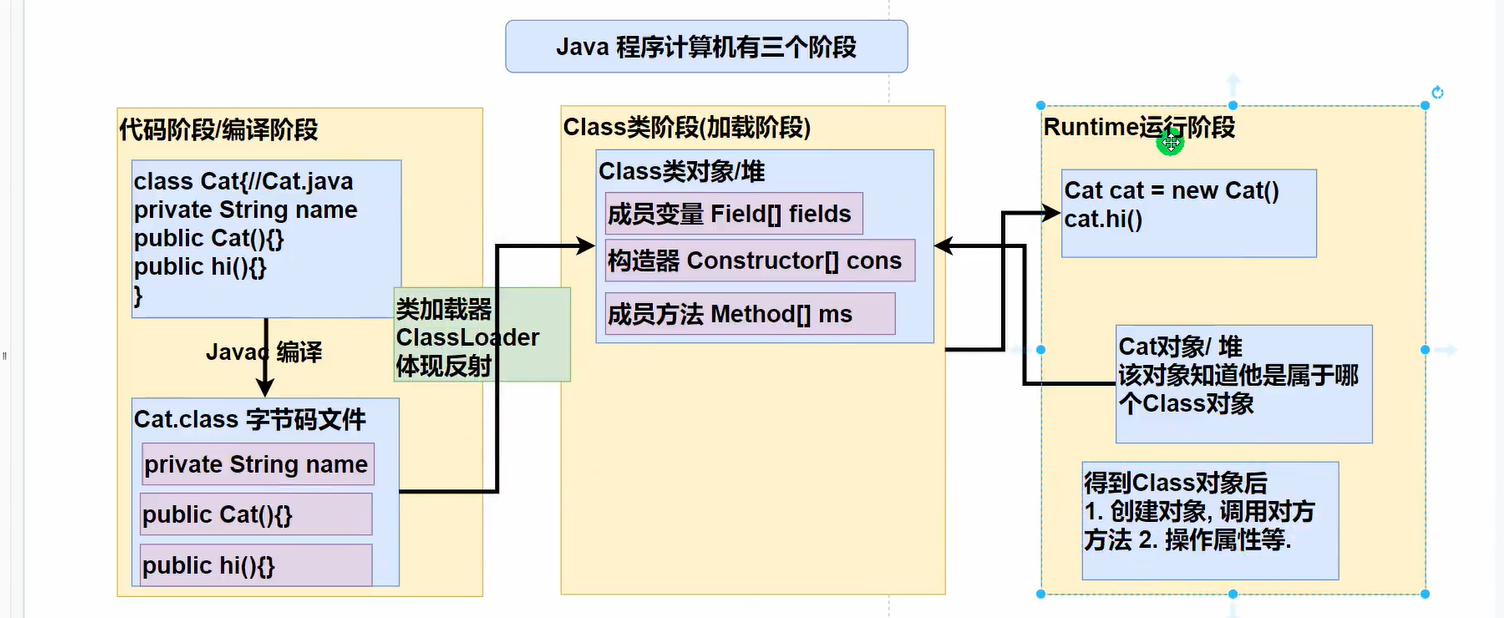 Java 程序计算机有三个阶段
代码阶段/编译阶段
class Cat{//Cat.java
private String name
public Cat(){}
public hi(){}
}
Javac 编译
Cat.class 字节码文件
private String name
public Cat(){}
public hi(){}
类加载器
ClassLoader
体现反射
Class类阶段(加载阶段)
Class类对象/堆
成员变量 Field[] fields
构造器 Constructor[] cons
成员方法 Method[] ms
Runtime运行阶段
Cat cat = new Cat()
cat.hi()
Cat对象/ 堆
该对象知道他是属于哪
个Class对象
得到Class对象后
1. 创建对象, 调用对方
方法 2. 操作属性等.